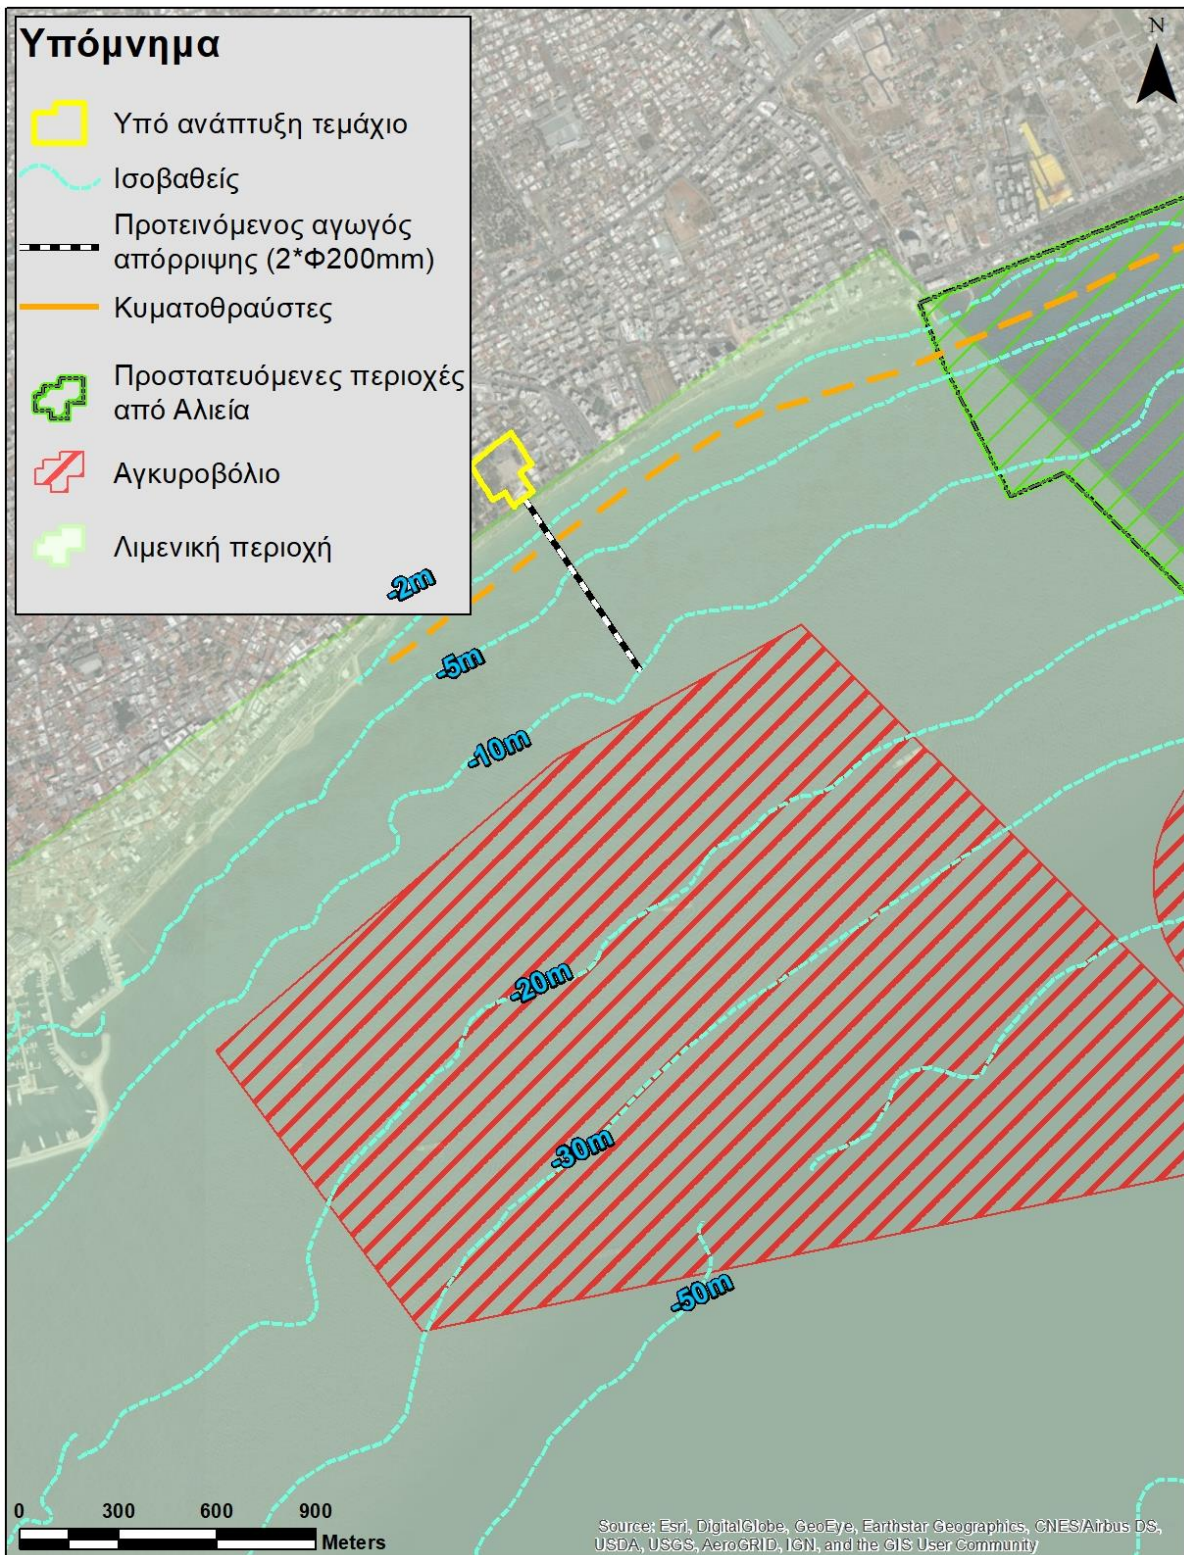 Υπόμνημα
Υπό ανάπτυξη τεμάχιο
Ισοβαθείς
Προτεινόμενος αγωγός
απόρριψης (2*Φ200mm)
Κυματοθραύστες
Προστατευόμενες περιοχές
από Αλιεία
Αγκυροβόλιο
Λιμενική περιοχή
N
-2m
-5m
-10m
-20m
-30m
-50m
0 300 600 900
Meters
Source: Esri, DigitalGlobe, GeoEye, Earthstar Geographics, CNES/Airbus DS,
USDA, USGS, AeroGRID, IGN, and the GIS User Community